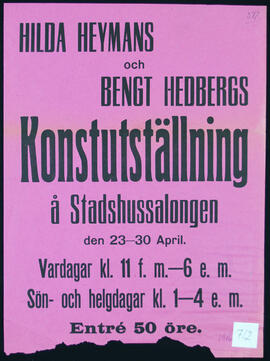 HILDA HEYMANS
och
BENGT HEDBERGS
Konstutställning
å Stadshussalongen
den 23—30 April.
Vardagar kl. 11 f. m.—6 e. m.
Sön- och helgdagar kl. 1—4 e. m.
Entré 50 öre.